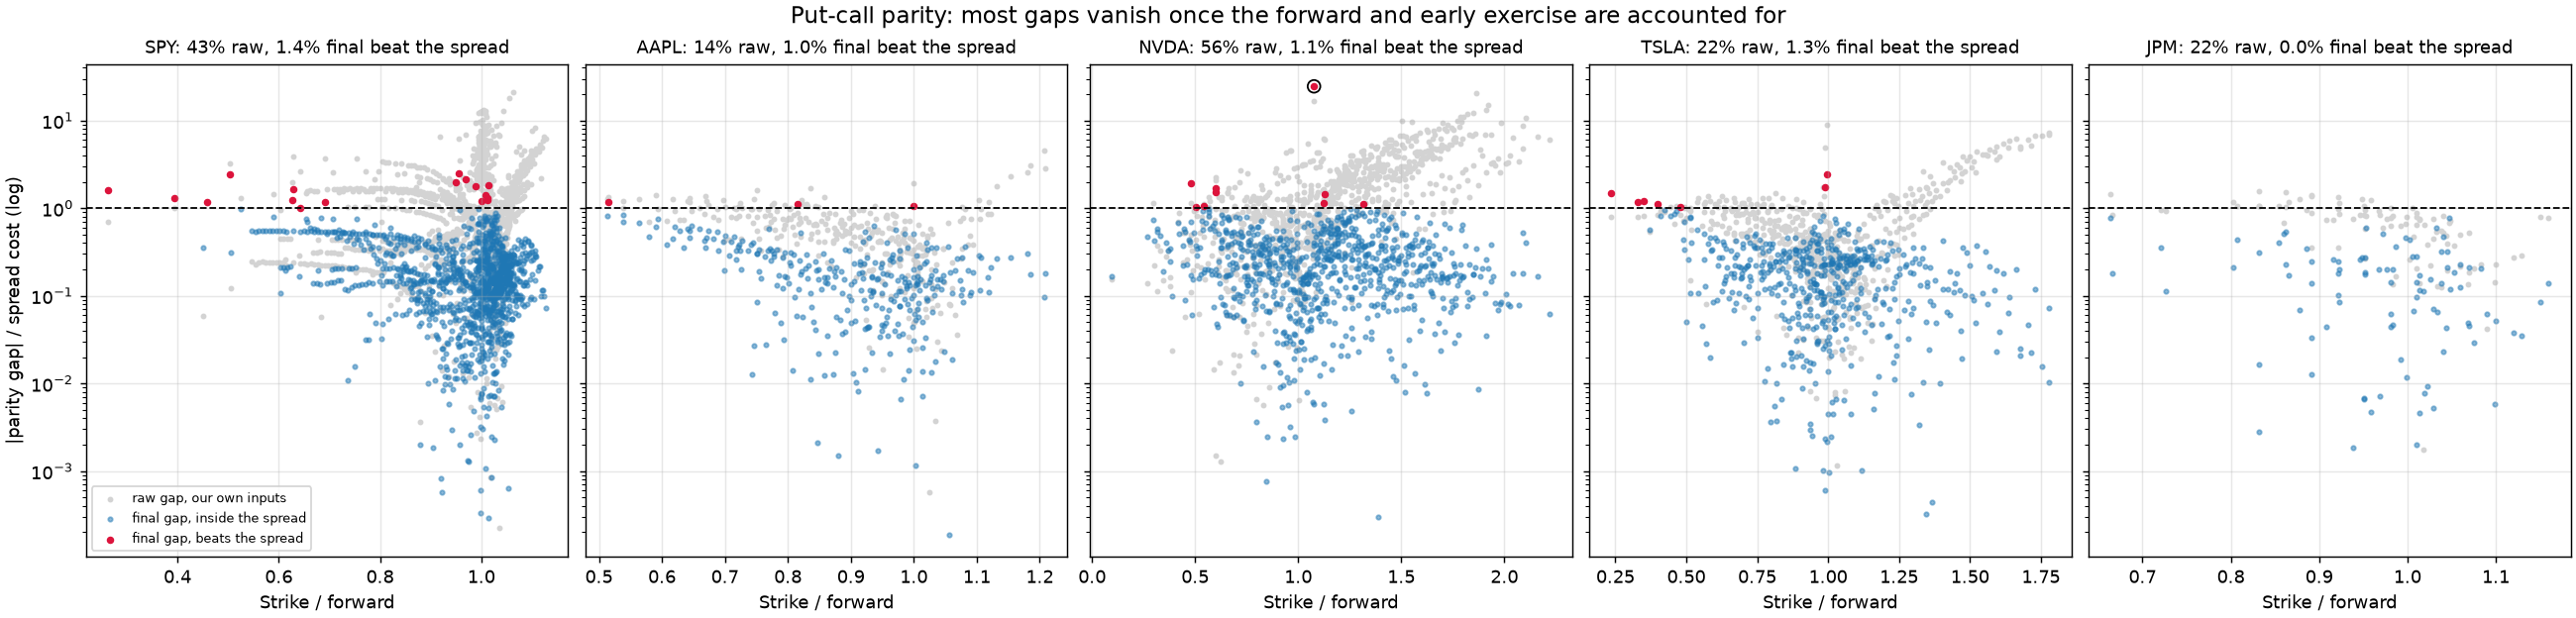 Put-call parity: most gaps vanish once the forward and early exercise are accounted for
SPY: 43% raw, 1.4% final beat the spread
AAPL: 14% raw, 1.0% final beat the spread
NVDA: 56% raw, 1.1% final beat the spread
TSLA: 22% raw, 1.3% final beat the spread
JPM: 22% raw, 0.0% final beat the spread
|parity gap| / spread cost (log)
10¹
10⁰
10⁻¹
10⁻²
10⁻³
raw gap, our own inputs
final gap, inside the spread
final gap, beats the spread
0.4 0.6 0.8 1.0
0.5 0.6 0.7 0.8 0.9 1.0 1.1 1.2
0.0 0.5 1.0 1.5 2.0
0.25 0.50 0.75 1.00 1.25 1.50 1.75
0.7 0.8 0.9 1.0 1.1
Strike / forward
Strike / forward
Strike / forward
Strike / forward
Strike / forward